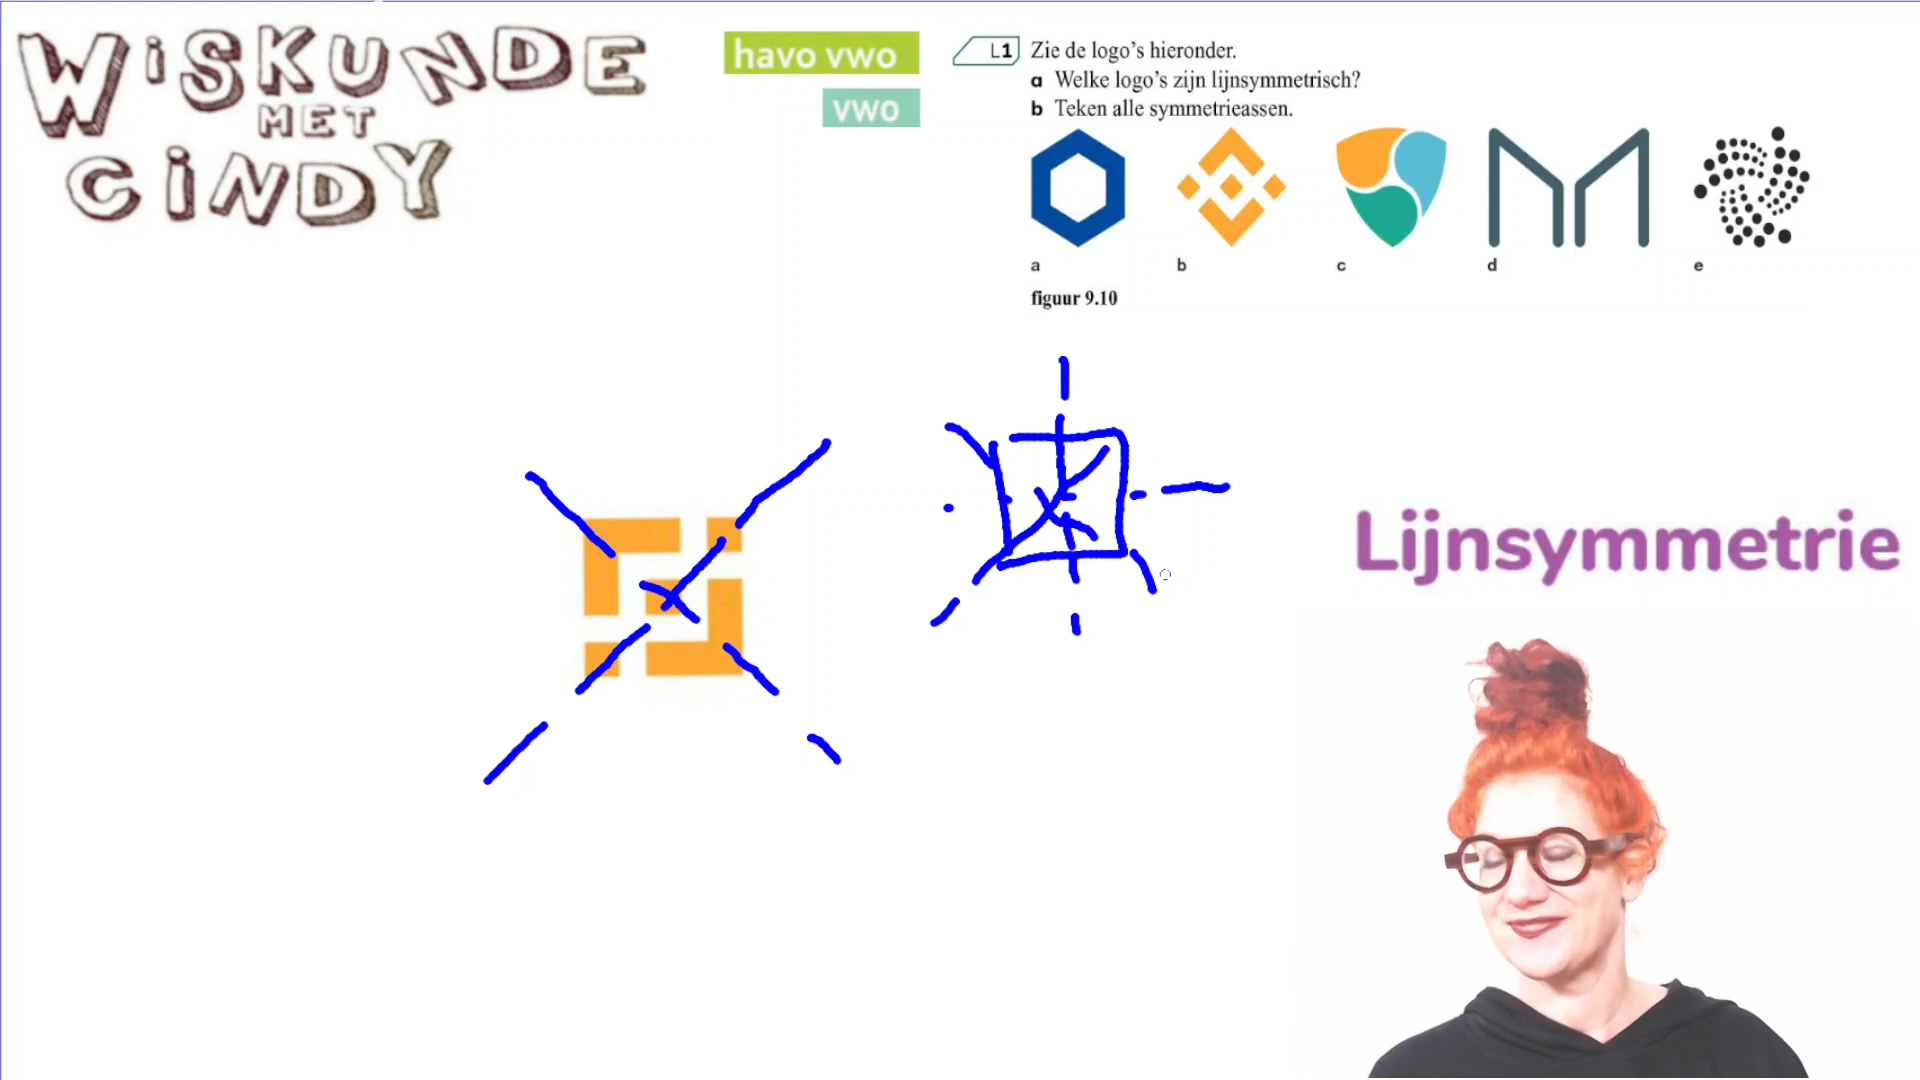 WiSKUNDE
MET
CiNDY
havo vwo
vwo
L1 Zie de logo’s hieronder.
a Welke logo’s zijn lijnsymmetrisch?
b Teken alle symmetrieassen.
a b c d e
figuur 9.10
Lijnsymmetrie